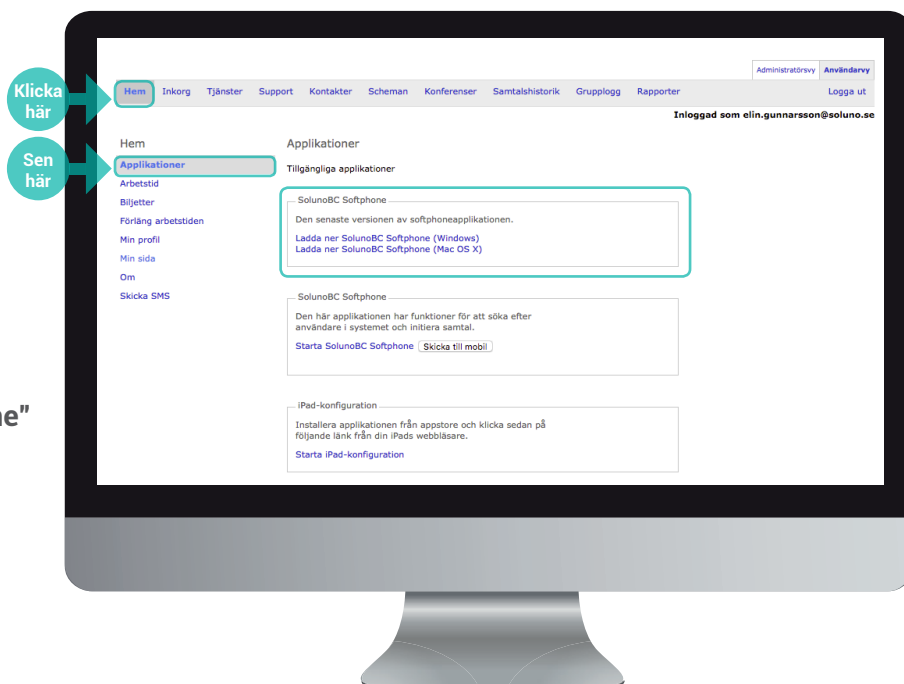 Administratörsvy Användarvy
Klicka
här
Hem Inkorg Tjänster Support Kontakter Scheman Konferenser Samtalshistorik Grupplogg Rapporter Logga ut
Inloggad som elin.gunnarsson@soluno.se
Hem
Sen
här
Applikationer
Arbetstid
Biljetter
Förläng arbetstiden
Min profil
Min sida
Om
Skicka SMS
Applikationer
Tillgängliga applikationer
SolunoBC Softphone
Den senaste versionen av softphoneapplikationen.
Ladda ner SolunoBC Softphone (Windows)
Ladda ner SolunoBC Softphone (Mac OS X)
SolunoBC Softphone
Den här applikationen har funktioner för att söka efter
användare i systemet och initiera samtal.
Starta SolunoBC Softphone Skicka till mobil
iPad-konfiguration
Installera applikationen från appstore och klicka sedan på
följande länk från din iPads webbläsare.
Starta iPad-konfiguration